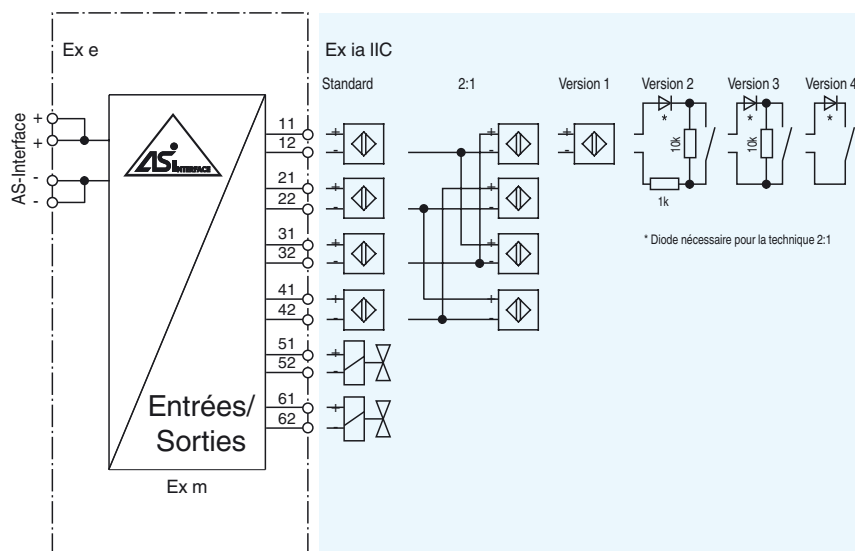 Ex e
Ex ia IIC
Standard
2:1
Version 1
Version 2
Version 3
Version 4
AS-Interface
+
+
-
-
ASi INTERFACE
11
12
21
22
31
32
41
42
51
52
61
62
+
-
+
-
+
-
+
-
+
-
+
-
+
-
+
-
+
-
+
-
+
-
*
10k
1k
*
10k
*
* Diode nécessaire pour la technique 2:1
Entrées/
Sorties
Ex m